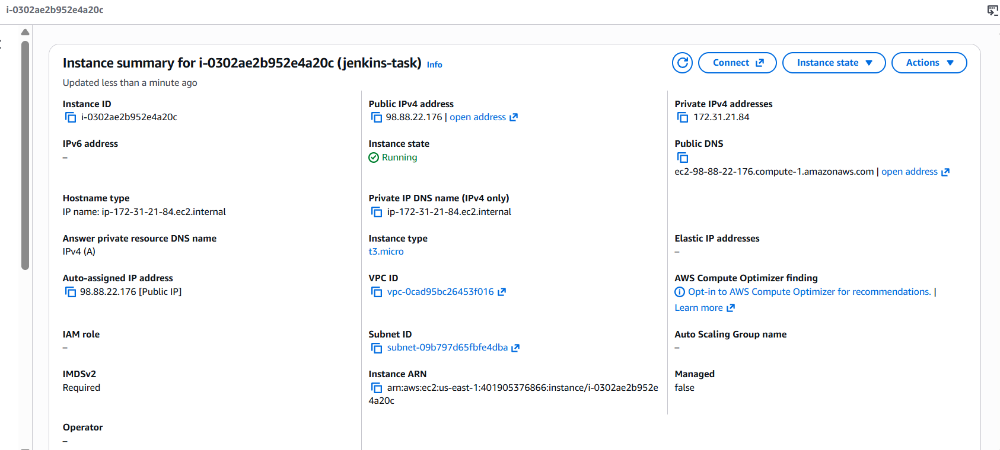 i-0302ae2b952e4a20c
Instance summary for i-0302ae2b952e4a20c (jenkins-task) Info
Connect
Instance state
Actions
Updated less than a minute ago
Instance ID
i-0302ae2b952e4a20c
Public IPv4 address
98.88.22.176 | open address
Private IPv4 addresses
172.31.21.84
IPv6 address
–
Instance state
Running
Public DNS
ec2-98-88-22-176.compute-1.amazonaws.com | open address
Hostname type
IP name: ip-172-31-21-84.ec2.internal
Private IP DNS name (IPv4 only)
ip-172-31-21-84.ec2.internal
Answer private resource DNS name
IPv4 (A)
Instance type
t3.micro
Elastic IP addresses
–
Auto-assigned IP address
98.88.22.176 [Public IP]
VPC ID
vpc-0cad95bc26453f016
AWS Compute Optimizer finding
Opt-in to AWS Compute Optimizer for recommendations. |
Learn more
IAM role
–
Subnet ID
subnet-09b797d65fbfe4dba
Auto Scaling Group name
–
IMDSv2
Required
Instance ARN
arn:aws:ec2:us-east-1:401905376866:instance/i-0302ae2b952e
4a20c
Managed
false
Operator
–